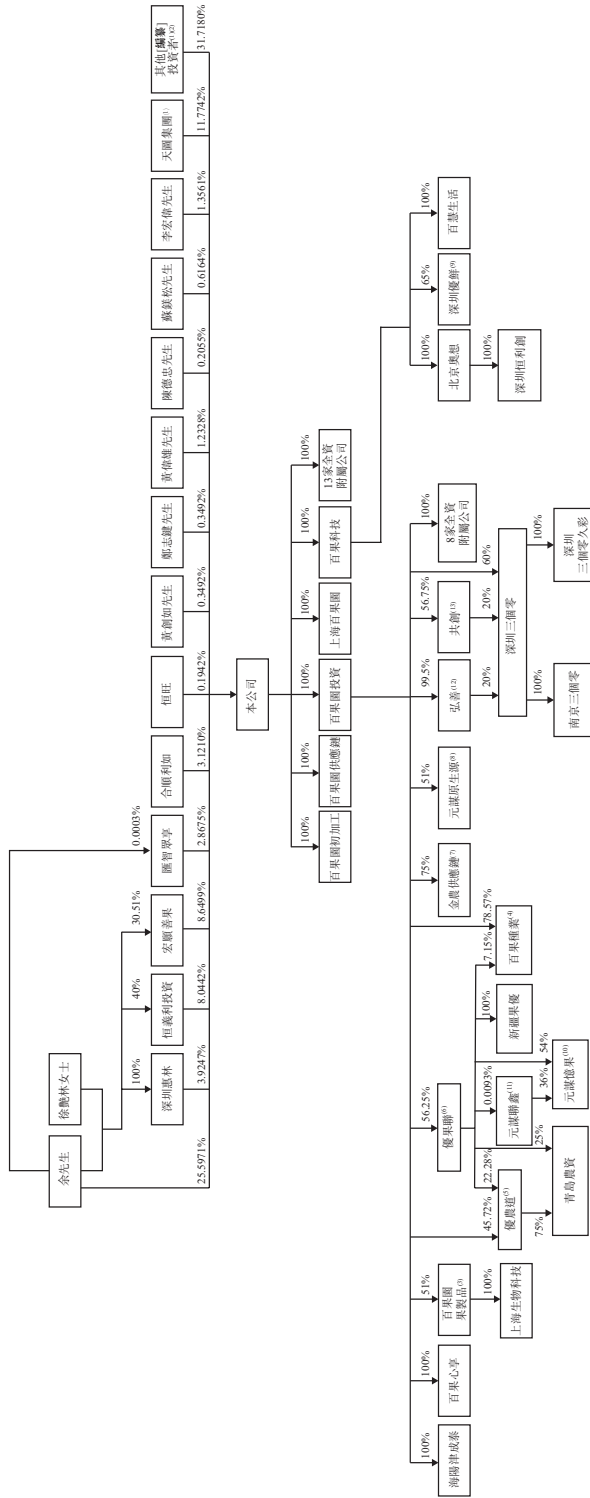 余先生
徐艷林女士
100%
40%
30.51%
0.0003%
深圳惠林
恒義利投資
宏願善果
匯智眾享
合順利如
恒旺
黃創如先生
鄭志鍵先生
黃偉雄先生
陳德忠先生
蘇鎂松先生
李宏偉先生
天圖集團(1)
其他[編纂]
投資者(1)(2)
25.5971%
3.9247%
8.0442%
8.6499%
2.8675%
3.1210%
0.1942%
0.3492%
0.3492%
1.2328%
0.2055%
0.6164%
1.3561%
11.7742%
31.7180%
本公司
100%
100%
100%
100%
100%
100%
百果園初加工
百果園供應鏈
百果園投資
上海百果園
百果科技
13家全資
附屬公司
100%
100%
51%
45.72%
22.28%
56.25%
7.15%
78.57%
75%
51%
99.5%
56.75%
100%
100%
65%
100%
海陽津成泰
百果心享
百果園
果製品(3)
優農道(5)
優果聯(6)
0.0093%
元謀聯鑫(11)
100%
新疆果優
百果種業(4)
金農供應鏈(7)
元謀原生源(8)
弘善(12)
共創(13)
8家全資
附屬公司
北京奧想
深圳優鮮(9)
百慧生活
100%
上海生物科技
75%
25%
青島農資
36%
54%
元謀憶果(10)
20%
20%
60%
深圳三個零
100%
深圳恒利創
100%
100%
南京三個零
深圳
三個零久彩